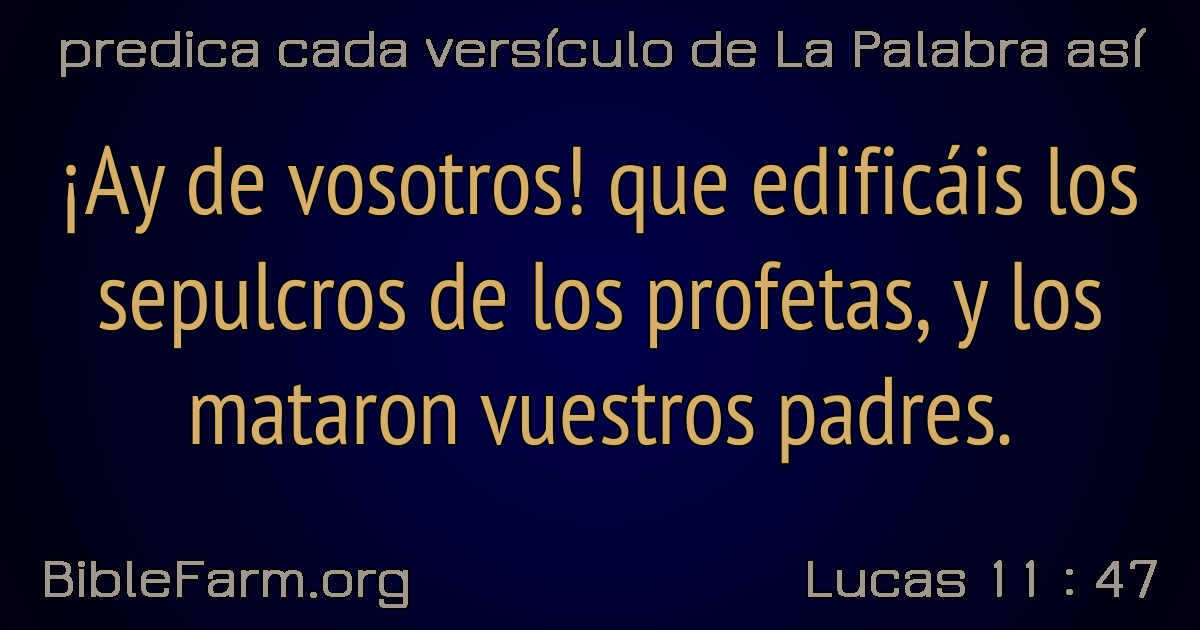 predica cada versículo de La Palabra así
¡Ay de vosotros! que edificáis los
sepulcros de los profetas, y los
mataron vuestros padres.
BibleFarm.org
Lucas 11 : 47